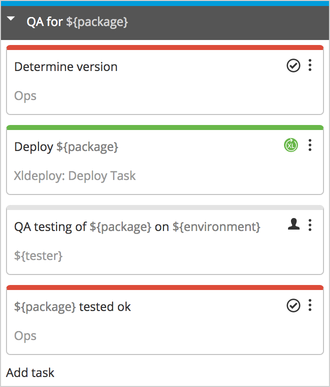 QA for ${package}
Determine version
Ops
Deploy ${package}
XL
Xldeploy: Deploy Task
QA testing of ${package} on ${environment}
${tester}
${package} tested ok
Ops
Add task